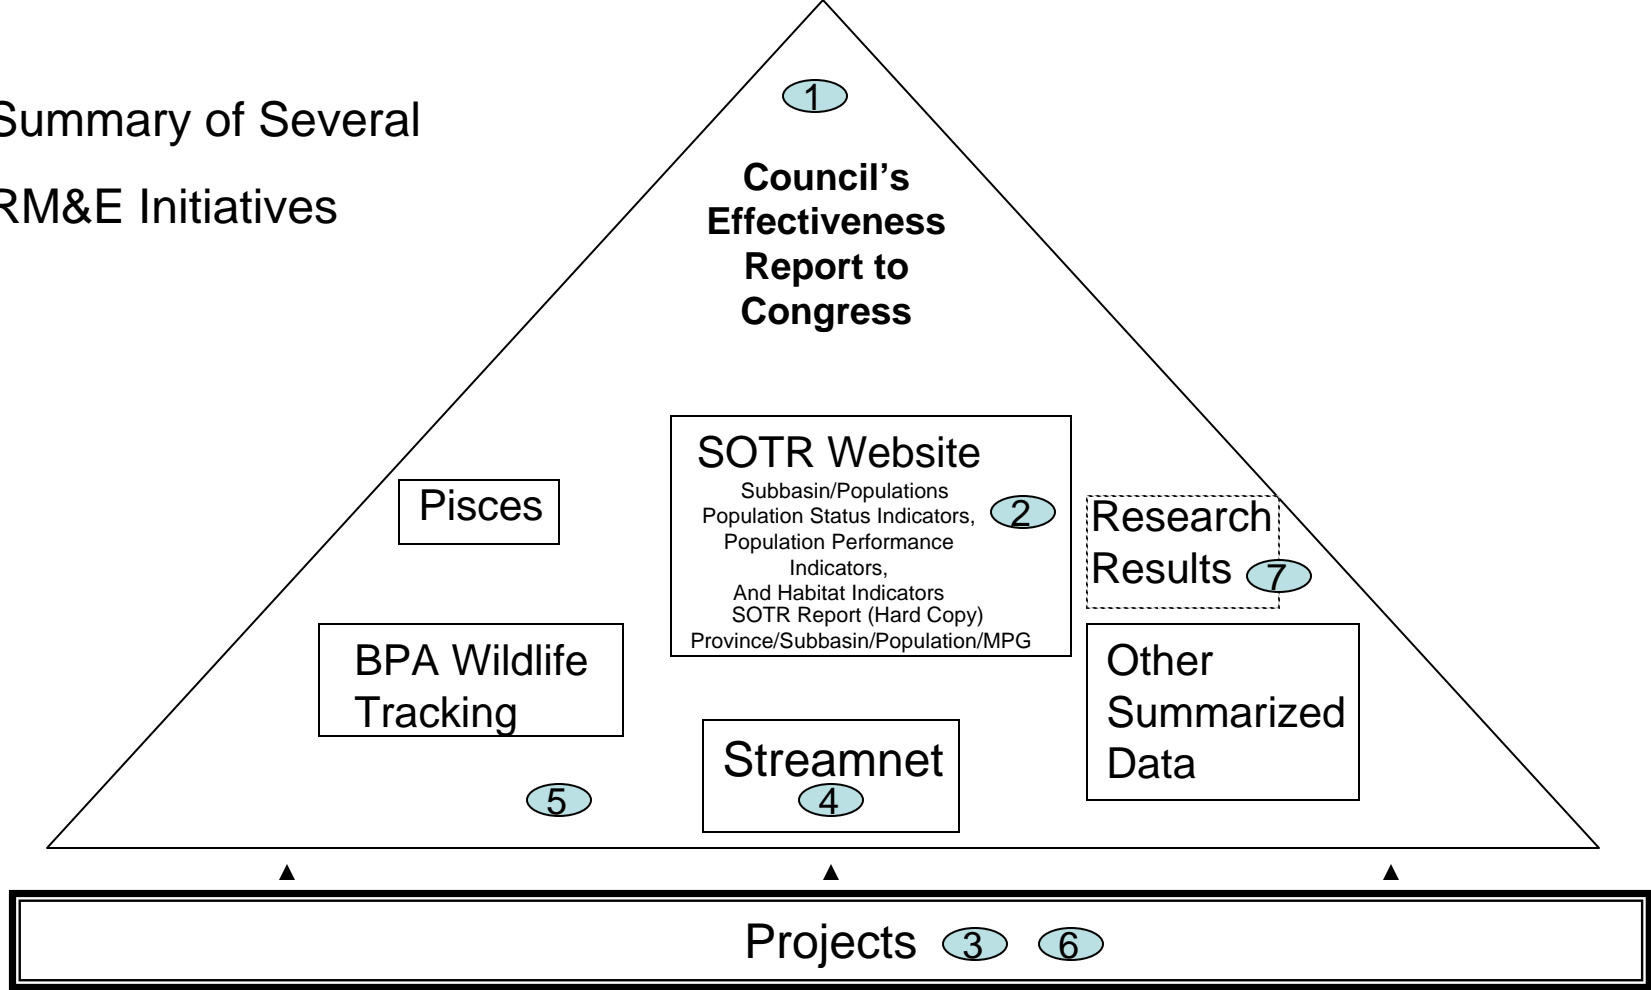 Summary of Several
RM&E Initiatives
1
Council's
Effectiveness
Report to
Congress
SOTR Website
Subbasin/Populations
Population Status Indicators,
2
Population Performance
Indicators,
And Habitat Indicators
SOTR Report (Hard Copy)
Province/Subbasin/Population/MPG
Pisces
Research
Results
7
BPA Wildlife
Tracking
Other
Summarized
Data
5
Streamnet
4
Projects 3 6